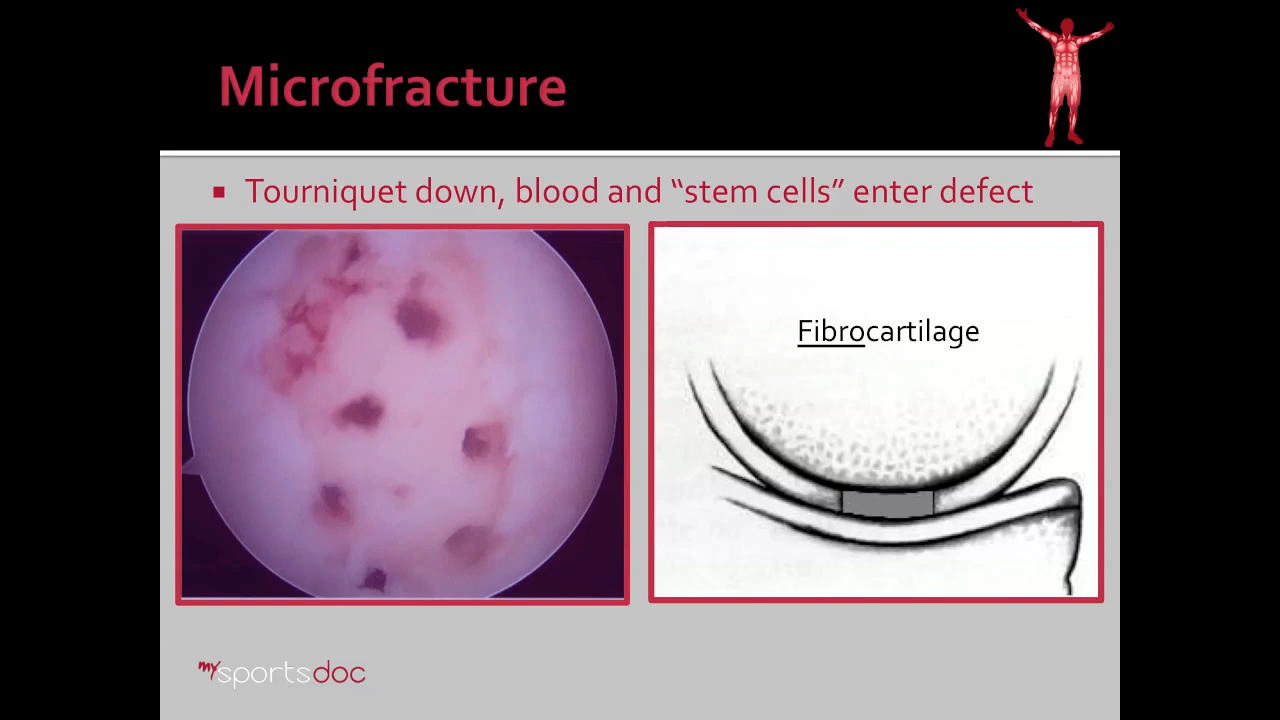 Microfracture
Tourniquet down, blood and “stem cells” enter defect
Fibrocartilage
mysportsdoc